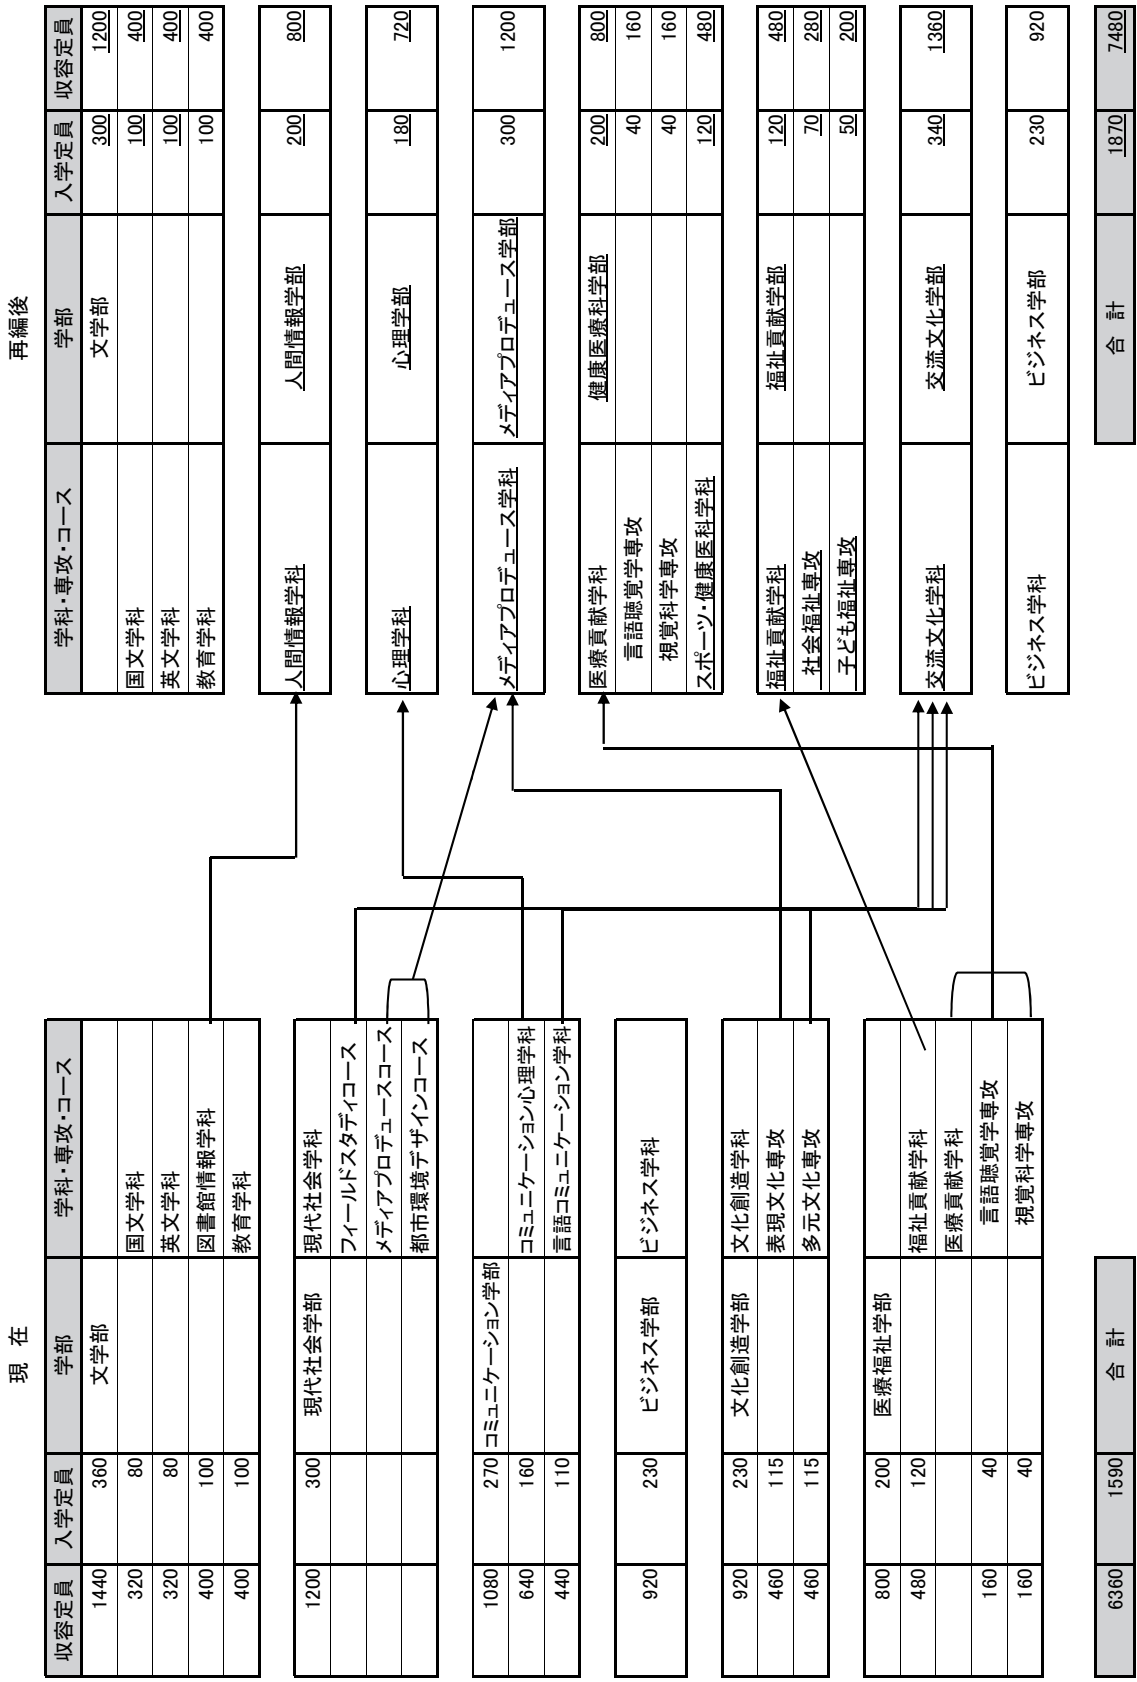 現 在
収容定員 入学定員 学部 学科・専攻・コース
1440 360 文学部
320 80 国文学科
320 80 英文学科
400 100 図書館情報学科
400 100 教育学科
1200 300 現代社会学部 現代社会学科
フィールドスタディコース
メディアプロデュースコース
都市環境デザインコース
1080 270 コミュニケーション学部
640 160 コミュニケーション心理学科
440 110 言語コミュニケーション学科
920 230 ビジネス学部 ビジネス学科
920 230 文化創造学部 文化創造学科
460 115 表現文化専攻
460 115 多元文化専攻
800 200 医療福祉学部
480 120 福祉貢献学科
医療貢献学科
160 40 言語聴覚学専攻
160 40 視覚科学専攻
6360 1590 合 計
再編後
学科・専攻・コース 学部 入学定員 収容定員
文学部 300 1200
国文学科 100 400
英文学科 100 400
教育学科 100 400
人間情報学科 人間情報学部 200 800
心理学科 心理学部 180 720
メディアプロデュース学科 メディアプロデュース学部 300 1200
医療貢献学科 健康医療科学部 200 800
言語聴覚学専攻 40 160
視覚科学専攻 40 160
スポーツ・健康医科学科 120 480
福祉貢献学科 福祉貢献学部 120 480
社会福祉専攻 70 280
子ども福祉専攻 50 200
交流文化学科 交流文化学部 340 1360
ビジネス学科 ビジネス学部 230 920
合 計 1870 7480